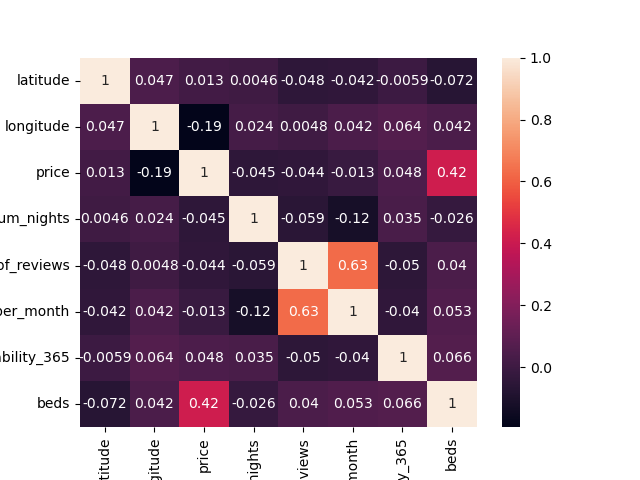 latitude 1 0.047 0.013 0.0046 -0.048 -0.042 -0.0059 -0.072
longitude 0.047 1 -0.19 0.024 0.0048 0.042 0.064 0.042
price 0.013 -0.19 1 -0.045 -0.044 -0.013 0.048 0.42
um_nights 0.0046 0.024 -0.045 1 -0.059 -0.12 0.035 -0.026
of_reviews -0.048 0.0048 -0.044 -0.059 1 0.63 -0.05 0.04
per_month -0.042 0.042 -0.013 -0.12 0.63 1 -0.04 0.053
ability_365 -0.0059 0.064 0.048 0.035 -0.05 -0.04 1 0.066
beds -0.072 0.042 0.42 -0.026 0.04 0.053 0.066 1
titude gitude price nights views month y_365 beds
1.0
0.8
0.6
0.4
0.2
0.0